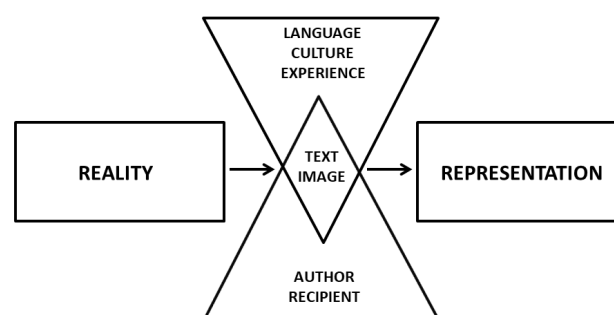 LANGUAGE
CULTURE
EXPERIENCE
REALITY
TEXT
IMAGE
REPRESENTATION
AUTHOR
RECIPIENT